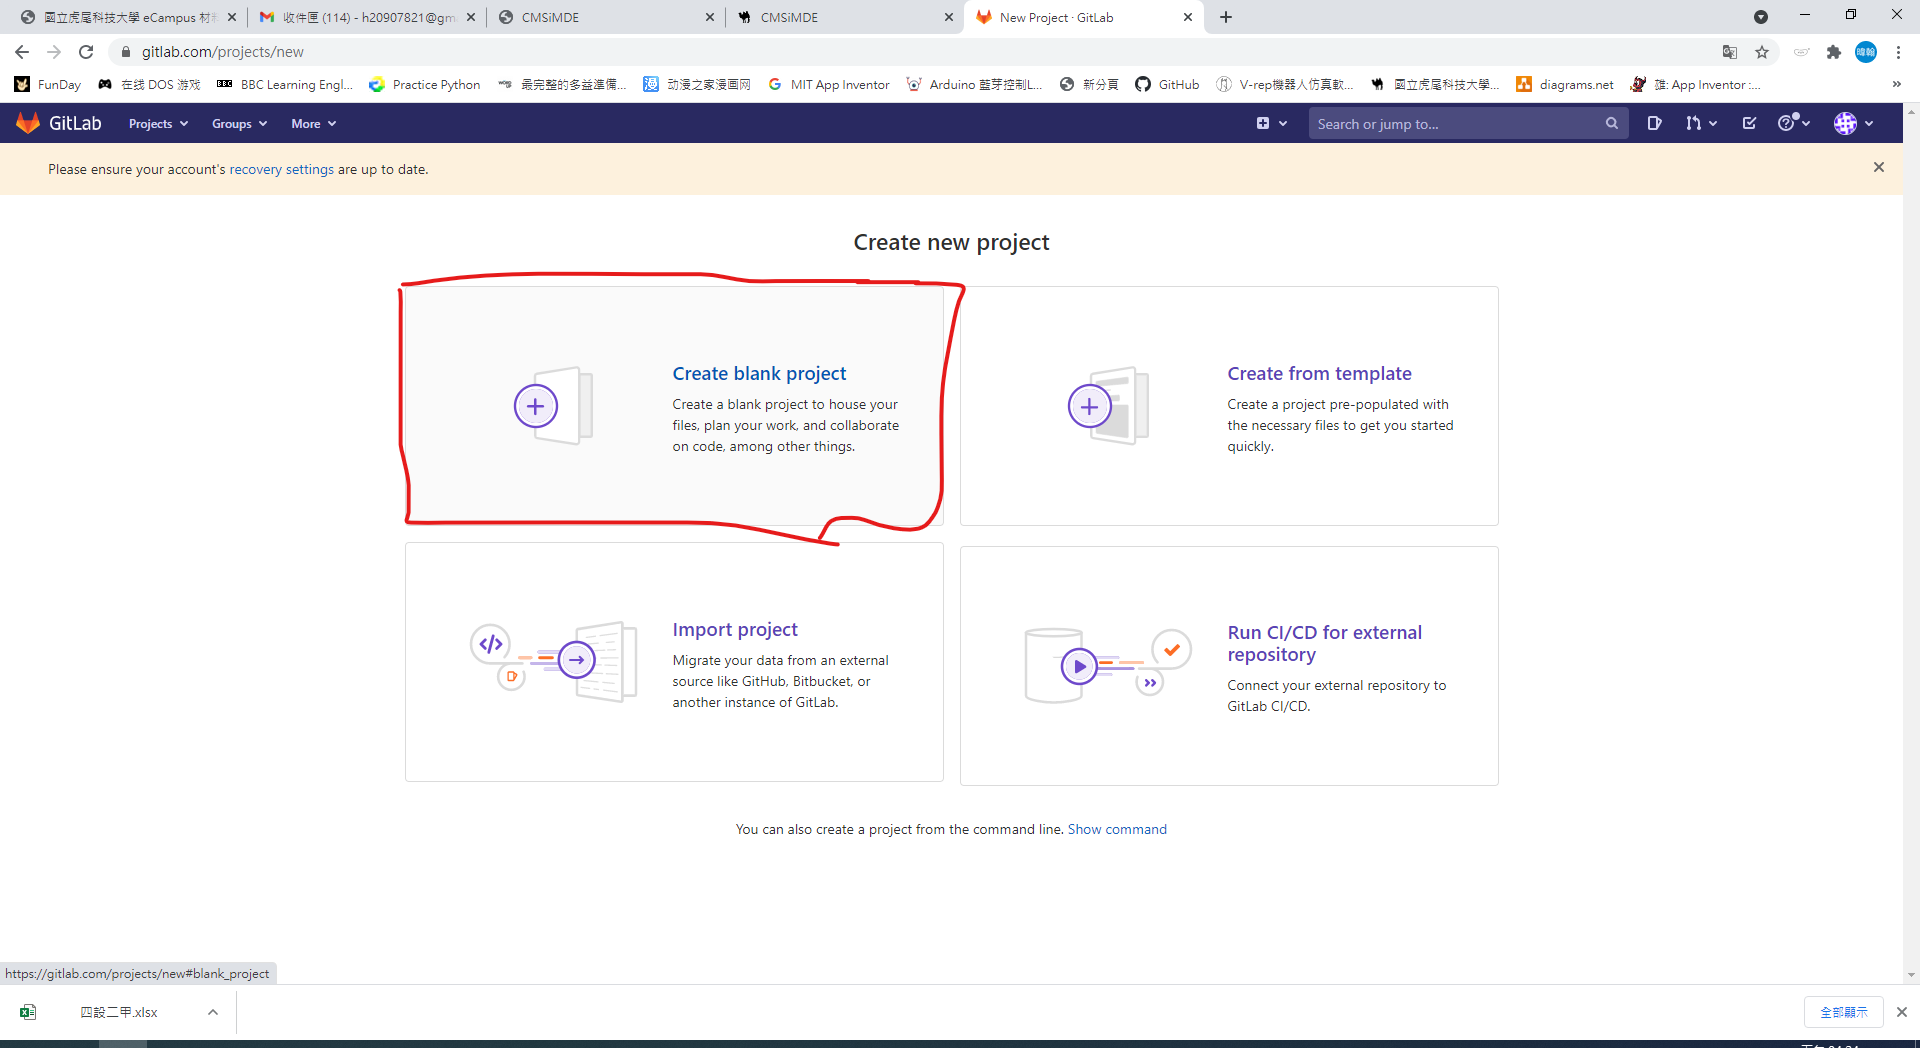 國立虎尾科技大學 eCampus 材料
收件匣 (114) - h20907821@gm
CMSiMDE
CMSiMDE
New Project · GitLab
gitlab.com/projects/new
暐翰
FunDay
在线 DOS 游戏
BBC Learning Engl...
Practice Python
最完整的多益準備...
动漫之家漫画网
MIT App Inventor
Arduino 藍芽控制L...
新分頁
GitHub
V-rep機器人仿真軟...
國立虎尾科技大學...
diagrams.net
雄: App Inventor :...
»
GitLab
Projects
Groups
More
Search or jump to...
Please ensure your account's recovery settings are up to date.
Create new project
Create blank project
Create a blank project to house your
files, plan your work, and collaborate
on code, among other things.
Create from template
Create a project pre-populated with
the necessary files to get you started
quickly.
Import project
Migrate your data from an external
source like GitHub, Bitbucket, or
another instance of GitLab.
Run CI/CD for external
repository
Connect your external repository to
GitLab CI/CD.
You can also create a project from the command line. Show command
https://gitlab.com/projects/new#blank_project
四設二甲.xlsx
全部顯示